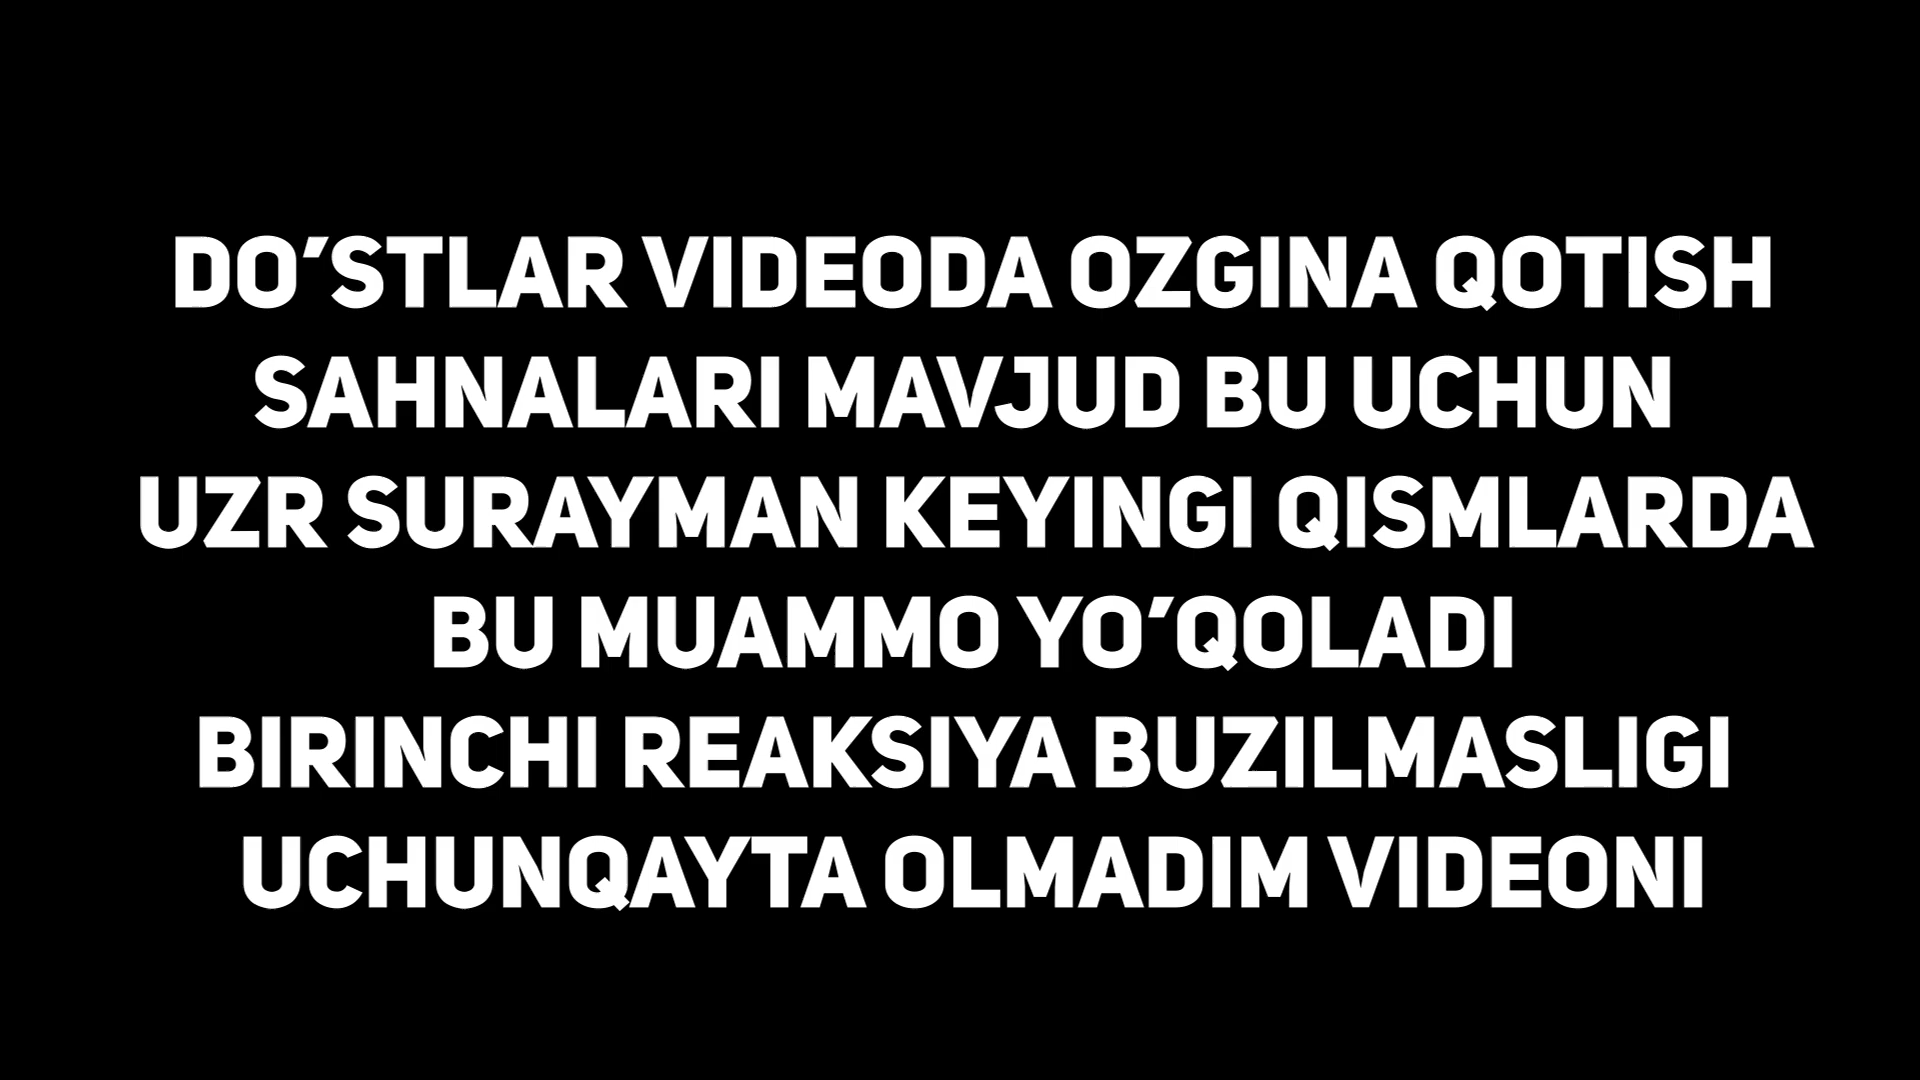 DO’STLAR VIDEODA OZGINA QOTISH
SAHNALARI MAVJUD BU UCHUN
UZR SURAYMAN KEYINGI QISMLARDA
BU MUAMMO YO’QOLADI
BIRINCHI REAKSIYA BUZILMASLIGI
UCHUNQAYTA OLMADIM VIDEONI